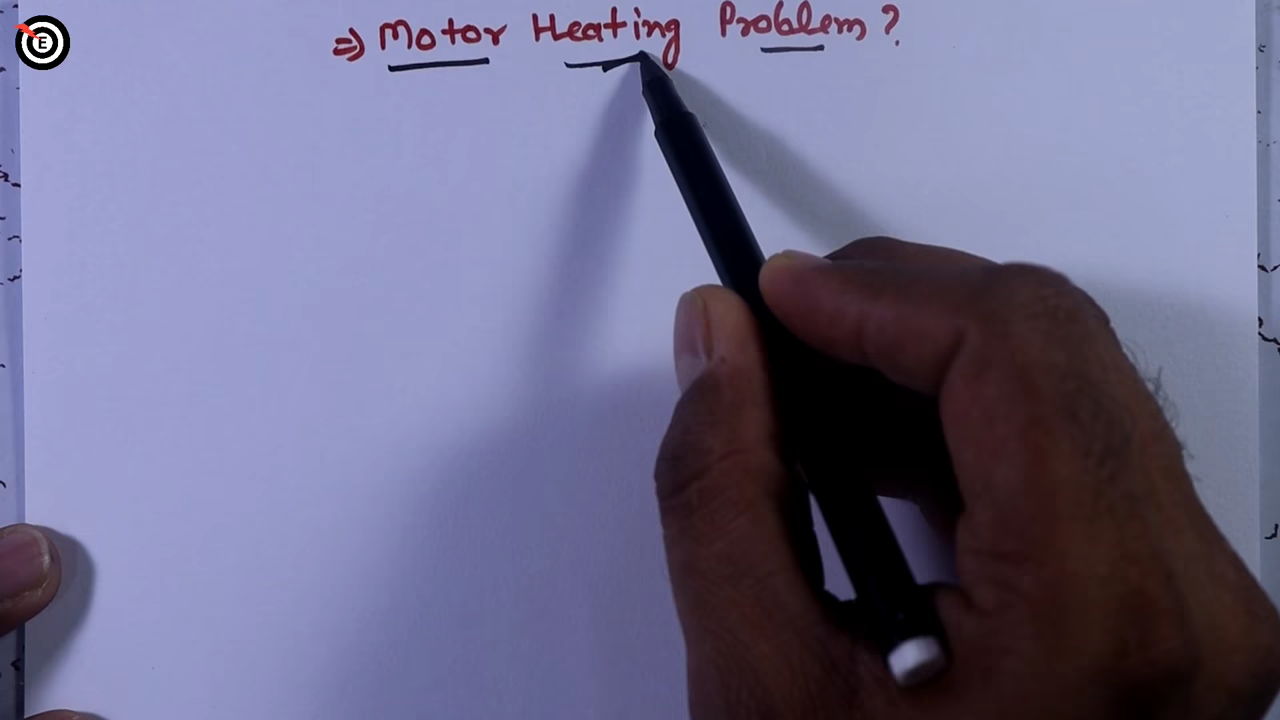 ⇒ Motor Heating Problem ?
E